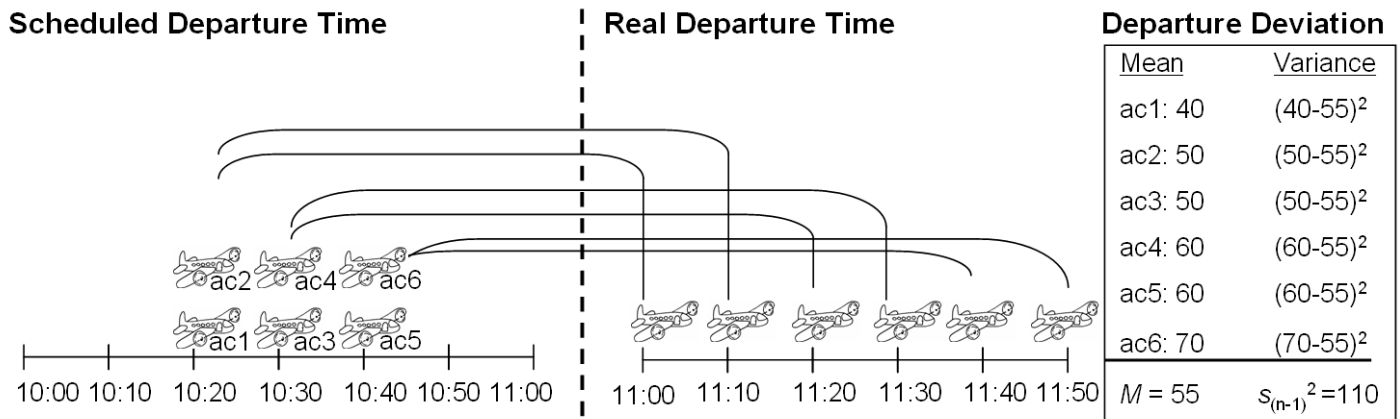 Scheduled Departure Time
ac2 ac4 ac6
ac1 ac3 ac5
10:00 10:10 10:20 10:30 10:40 10:50 11:00
Real Departure Time
11:00 11:10 11:20 11:30 11:40 11:50
Departure Deviation
Mean Variance
ac1: 40 (40-55)²
ac2: 50 (50-55)²
ac3: 50 (50-55)²
ac4: 60 (60-55)²
ac5: 60 (60-55)²
ac6: 70 (70-55)²
M = 55 s(n-1)²=110